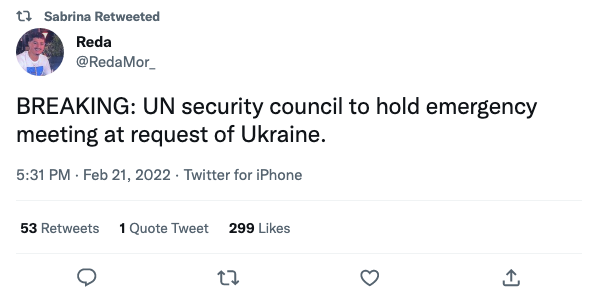 Sabrina Retweeted
Reda
@RedaMor_
BREAKING: UN security council to hold emergency
meeting at request of Ukraine.
5:31 PM · Feb 21, 2022 · Twitter for iPhone
53 Retweets 1 Quote Tweet 299 Likes